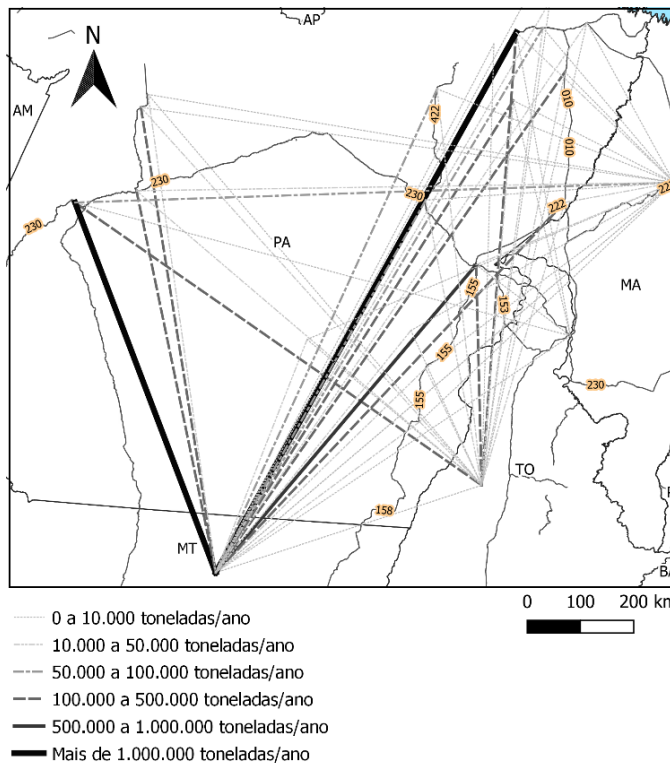 AP
N
AM
010
422
010
230
230
222
230
222
PA
MA
155
153
155
155
230
TO
158
MT
BA
0 100 200 km
0 a 10.000 toneladas/ano
10.000 a 50.000 toneladas/ano
50.000 a 100.000 toneladas/ano
100.000 a 500.000 toneladas/ano
500.000 a 1.000.000 toneladas/ano
Mais de 1.000.000 toneladas/ano